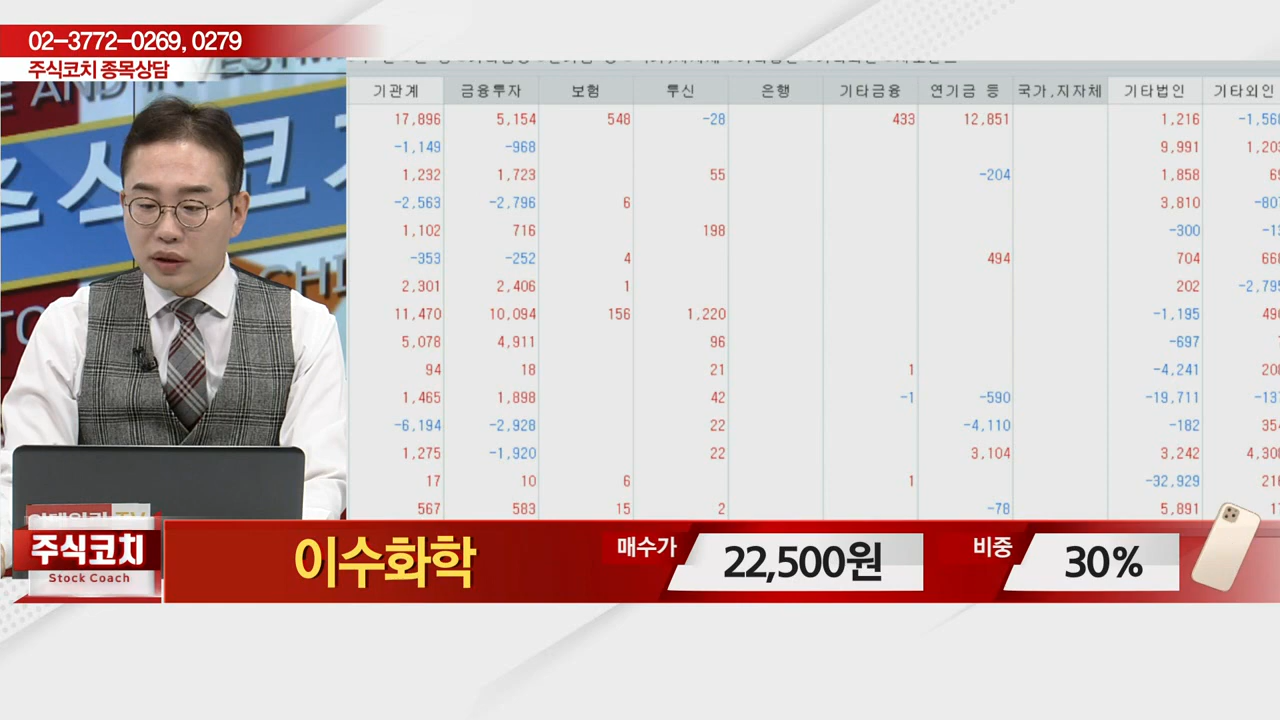 02-3772-0269, 0279
주식코치 종목상담
기관계 금융투자 보험 투신 은행 기타금융 연기금 등 국가,지자체 기타법인 기타외인
17,896 5,154 548 -28 433 12,851 1,216
-1,149 -968 9,991
1,232 1,723 55 -204 1,858
-2,563 -2,796 6 3,810
1,102 716 198 -300
-353 -252 4 494 704
2,301 2,406 1 202
11,470 10,094 156 1,220 -1,195
5,078 4,911 96 -697
94 18 21 1 -4,241
1,465 1,898 42 -1 -590 -19,711
-6,194 -2,928 22 -4,110 -182
1,275 -1,920 22 3,104 3,242
17 10 6 1 -32,929
567 583 15 2 -78 5,891
주식코치
Stock Coach
이수화학 매수가 22,500원 비중 30%